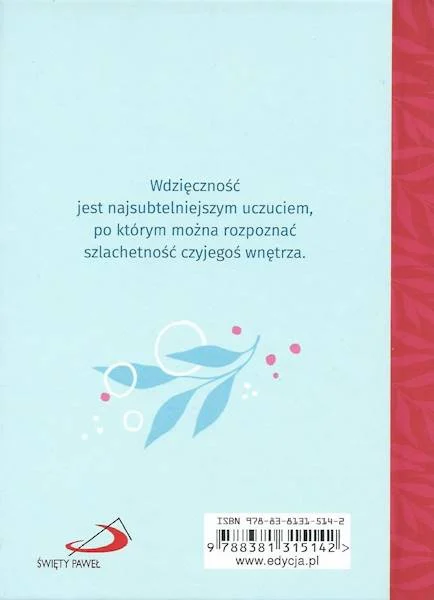 Wdzięczność
jest najsubtelniejszym uczuciem,
po którym można rozpoznać
szlachetność czyjegoś wnętrza.
ISBN 978-83-8131-514-2
9 788381 315142 >
www.edycja.pl
ŚWIĘTY PAWEŁ